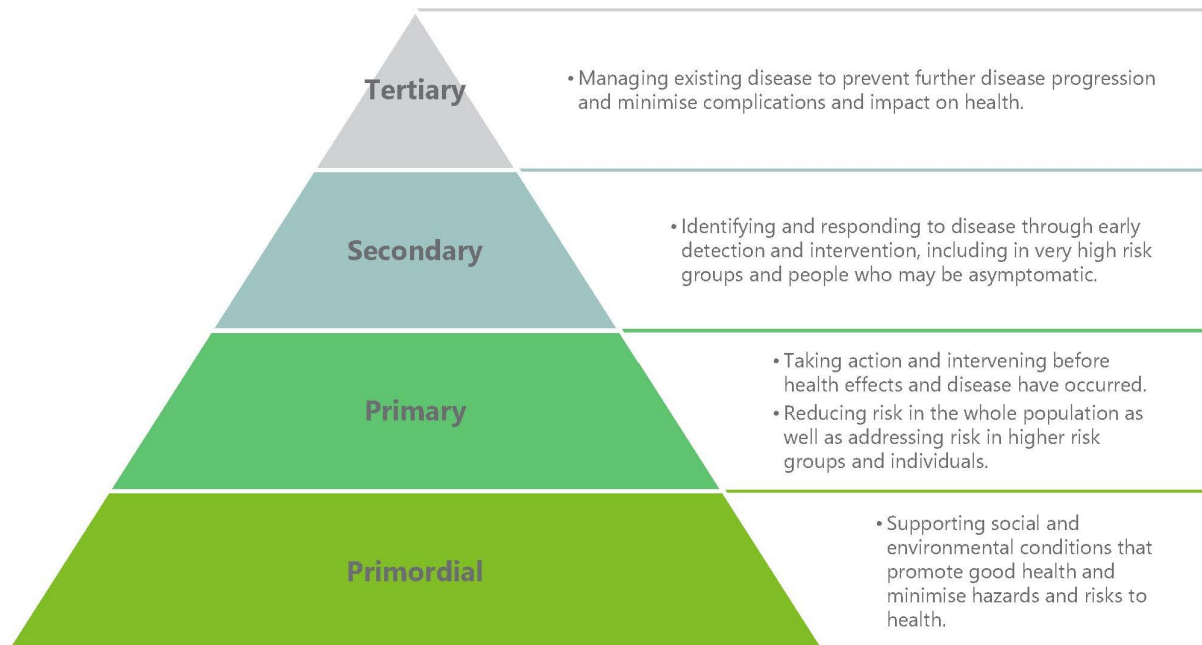 Tertiary
• Managing existing disease to prevent further disease progression
and minimise complications and impact on health.
Secondary
• Identifying and responding to disease through early
detection and intervention, including in very high risk
groups and people who may be asymptomatic.
Primary
• Taking action and intervening before
health effects and disease have occurred.
• Reducing risk in the whole population as
well as addressing risk in higher risk
groups and individuals.
Primordial
• Supporting social and
environmental conditions that
promote good health and
minimise hazards and risks to
health.